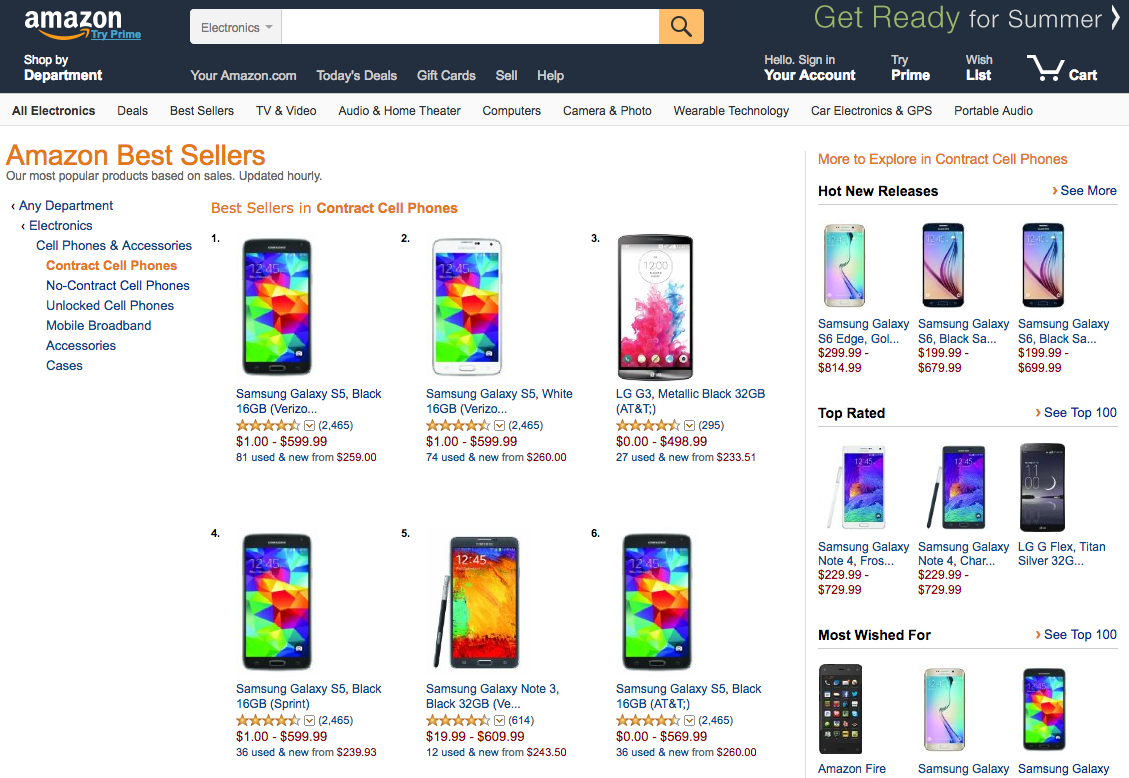 amazon
Try Prime
Electronics
Get Ready for Summer
Shop by
Department
Your Amazon.com Today's Deals Gift Cards Sell Help
Hello. Sign in
Your Account
Try
Prime
Wish
List
Cart
All Electronics Deals Best Sellers TV & Video Audio & Home Theater Computers Camera & Photo Wearable Technology Car Electronics & GPS Portable Audio
Amazon Best Sellers
Our most popular products based on sales. Updated hourly.
‹ Any Department
‹ Electronics
Cell Phones & Accessories
Contract Cell Phones
No-Contract Cell Phones
Unlocked Cell Phones
Mobile Broadband
Accessories
Cases
Best Sellers in Contract Cell Phones
1.
Samsung Galaxy S5, Black
16GB (Verizo...
(2,465)
$1.00 - $599.99
81 used & new from $259.00
2.
Samsung Galaxy S5, White
16GB (Verizo...
(2,465)
$1.00 - $599.99
74 used & new from $260.00
3.
LG G3, Metallic Black 32GB
(AT&T;)
(295)
$0.00 - $498.99
27 used & new from $233.51
4.
Samsung Galaxy S5, Black
16GB (Sprint)
(2,465)
$1.00 - $599.99
36 used & new from $239.93
5.
Samsung Galaxy Note 3,
Black 32GB (Ve...
(614)
$19.99 - $609.99
12 used & new from $243.50
6.
Samsung Galaxy S5, Black
16GB (AT&T;)
(2,465)
$0.00 - $569.99
36 used & new from $260.00
More to Explore in Contract Cell Phones
Hot New Releases
› See More
Samsung Galaxy
S6 Edge, Gol...
$299.99 -
$814.99
Samsung Galaxy
S6, Black Sa...
$199.99 -
$679.99
Samsung Galaxy
S6, Black Sa...
$199.99 -
$699.99
Top Rated
› See Top 100
Samsung Galaxy
Note 4, Fros...
$229.99 -
$729.99
Samsung Galaxy
Note 4, Char...
$229.99 -
$729.99
LG G Flex, Titan
Silver 32G...
Most Wished For
› See Top 100
Amazon Fire
Samsung Galaxy
Samsung Galaxy